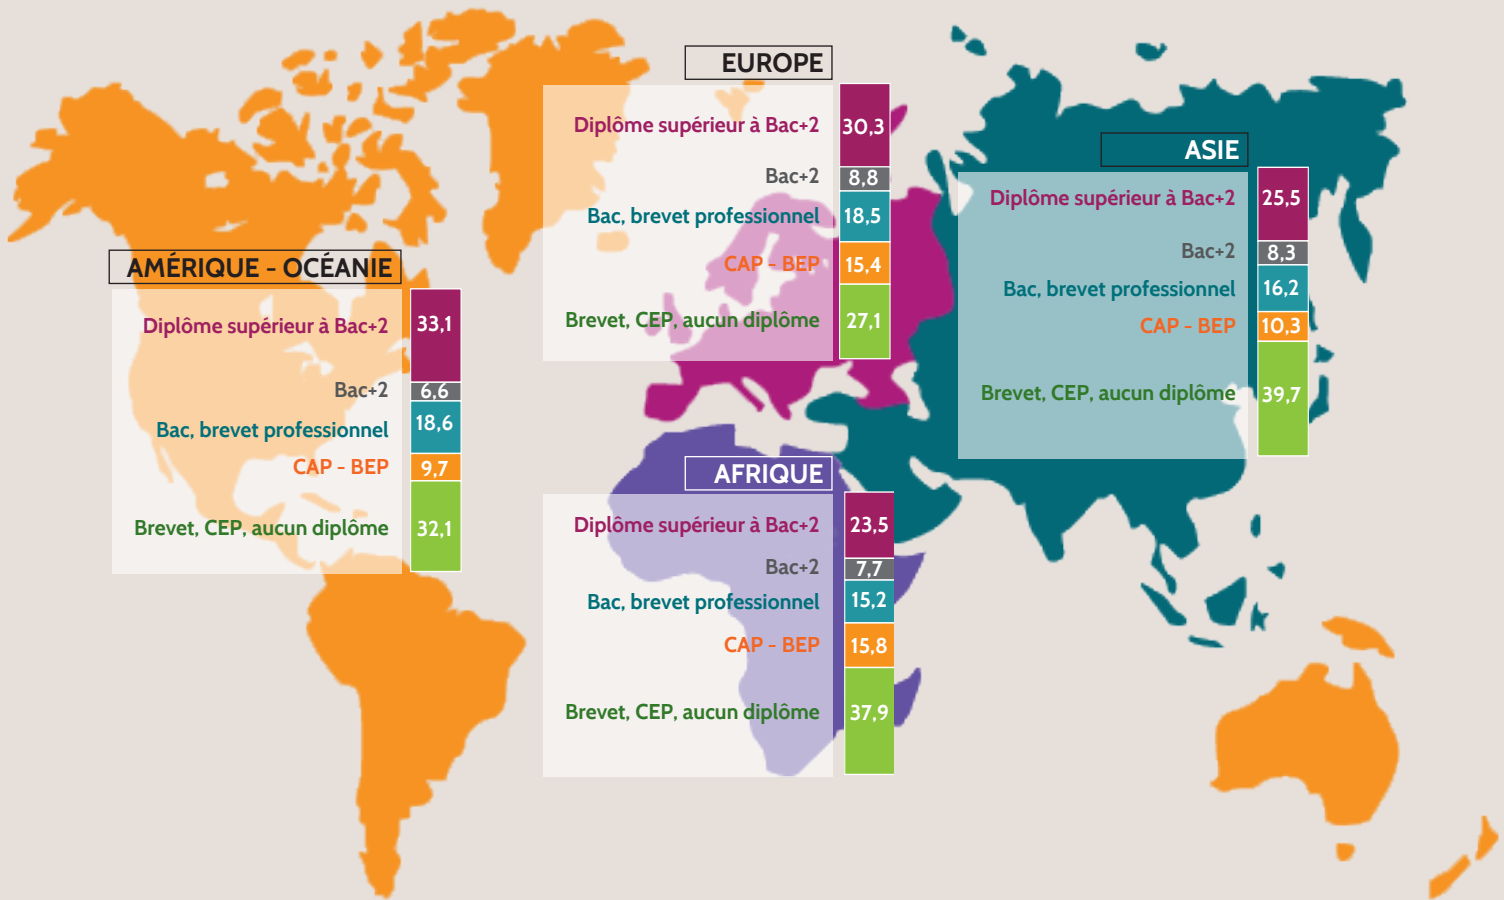 EUROPE
Diplôme supérieur à Bac+2 30,3
Bac+2 8,8
Bac, brevet professionnel 18,5
CAP - BEP 15,4
Brevet, CEP, aucun diplôme 27,1
ASIE
Diplôme supérieur à Bac+2 25,5
Bac+2 8,3
Bac, brevet professionnel 16,2
CAP - BEP 10,3
Brevet, CEP, aucun diplôme 39,7
AMÉRIQUE - OCÉANIE
Diplôme supérieur à Bac+2 33,1
Bac+2 6,6
Bac, brevet professionnel 18,6
CAP - BEP 9,7
Brevet, CEP, aucun diplôme 32,1
AFRIQUE
Diplôme supérieur à Bac+2 23,5
Bac+2 7,7
Bac, brevet professionnel 15,2
CAP - BEP 15,8
Brevet, CEP, aucun diplôme 37,9